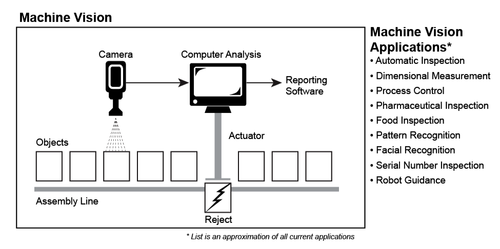 Machine Vision
Camera
Computer Analysis
Reporting
Software
Objects
Actuator
Assembly Line
Reject
Machine Vision
Applications*
• Automatic Inspection
• Dimensional Measurement
• Process Control
• Pharmaceutical Inspection
• Food Inspection
• Pattern Recognition
• Facial Recognition
• Serial Number Inspection
• Robot Guidance
* List is an approximation of all current applications